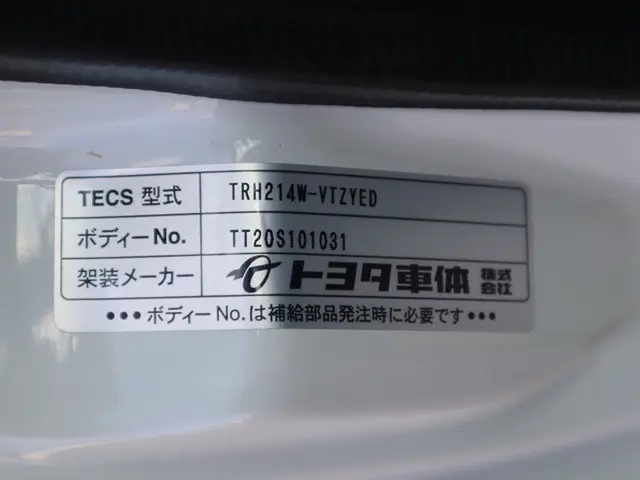 TECS 型式 TRH214W-VTZYED
ボディーNo. TT20S101031
架装メーカー トヨタ車体 株式会社
•••ボディーNo.は補給部品発注時に必要です•••